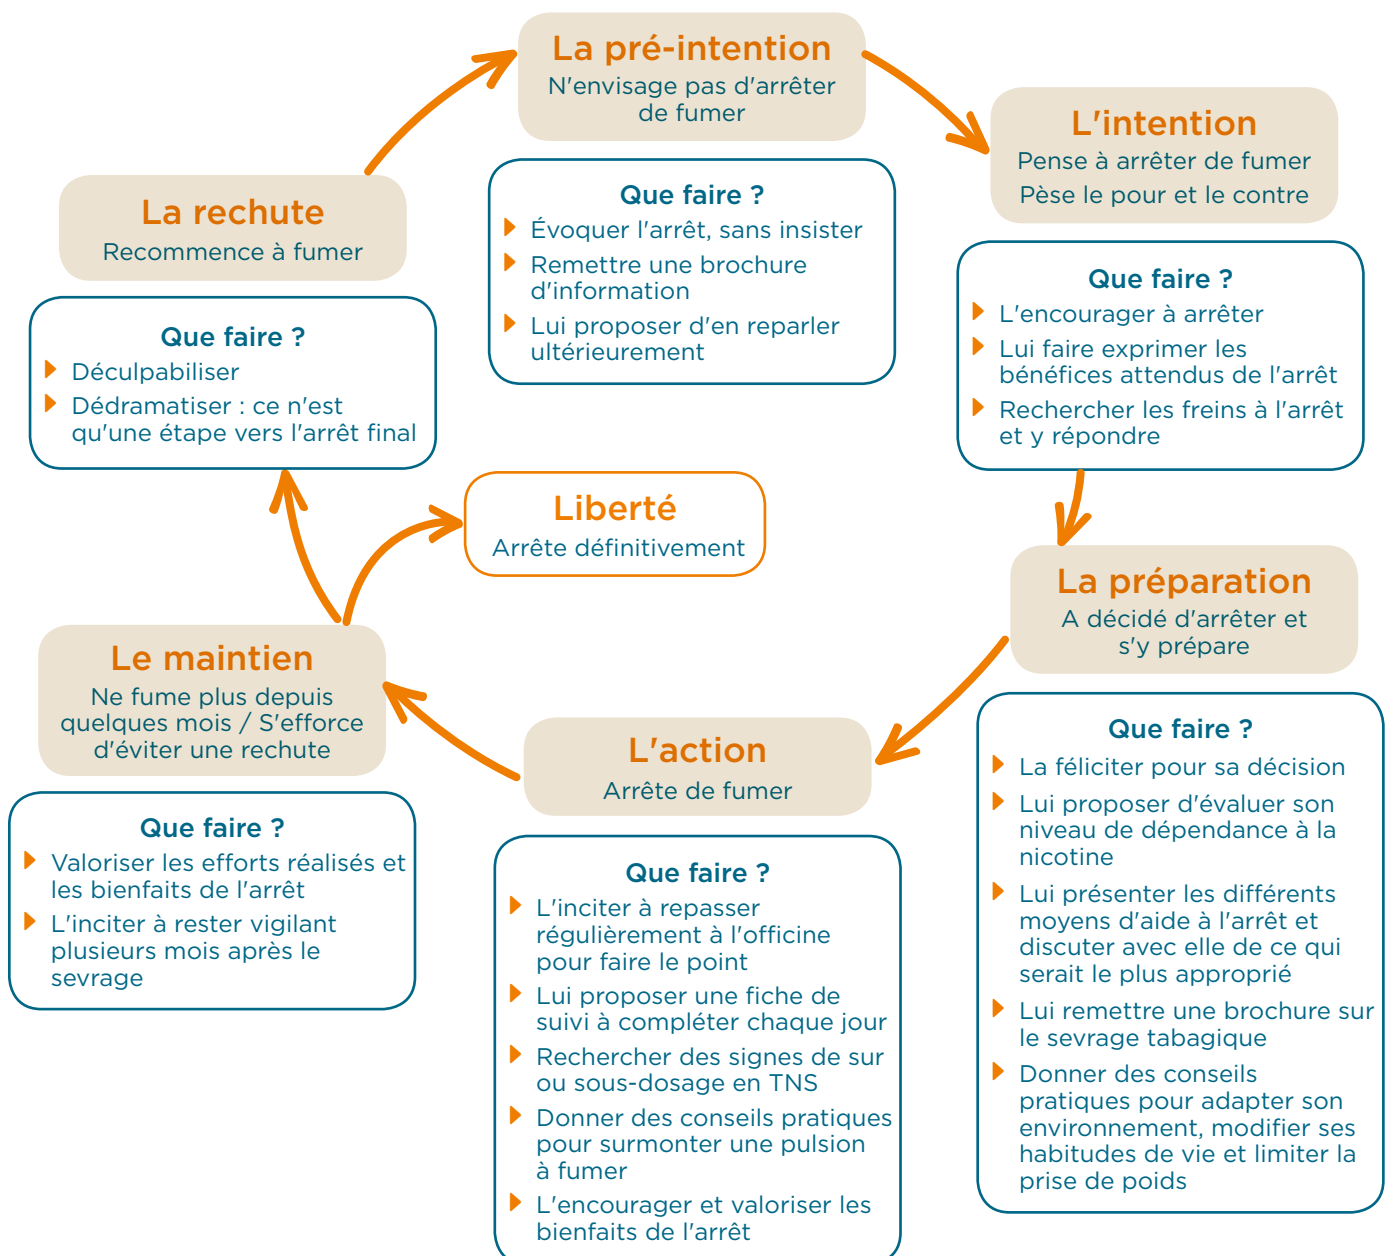 La pré-intention
N'envisage pas d'arrêter
de fumer
Que faire ?
Évoquer l'arrêt, sans insister
Remettre une brochure
d'information
Lui proposer d'en reparler
ultérieurement
L'intention
Pense à arrêter de fumer
Pèse le pour et le contre
Que faire ?
L'encourager à arrêter
Lui faire exprimer les
bénéfices attendus de l'arrêt
Rechercher les freins à l'arrêt
et y répondre
La préparation
A décidé d'arrêter et
s'y prépare
Que faire ?
La féliciter pour sa décision
Lui proposer d'évaluer son
niveau de dépendance à la
nicotine
Lui présenter les différents
moyens d'aide à l'arrêt et
discuter avec elle de ce qui
serait le plus approprié
Lui remettre une brochure sur
le sevrage tabagique
Donner des conseils
pratiques pour adapter son
environnement, modifier ses
habitudes de vie et limiter la
prise de poids
L'action
Arrête de fumer
Que faire ?
L'inciter à repasser
régulièrement à l'officine
pour faire le point
Lui proposer une fiche de
suivi à compléter chaque jour
Rechercher des signes de sur
ou sous-dosage en TNS
Donner des conseils pratiques
pour surmonter une pulsion
à fumer
L'encourager et valoriser les
bienfaits de l'arrêt
Le maintien
Ne fume plus depuis
quelques mois / S'efforce
d'éviter une rechute
Que faire ?
Valoriser les efforts réalisés et
les bienfaits de l'arrêt
L'inciter à rester vigilant
plusieurs mois après le
sevrage
Liberté
Arrête définitivement
La rechute
Recommence à fumer
Que faire ?
Déculpabiliser
Dédramatiser : ce n'est
qu'une étape vers l'arrêt final